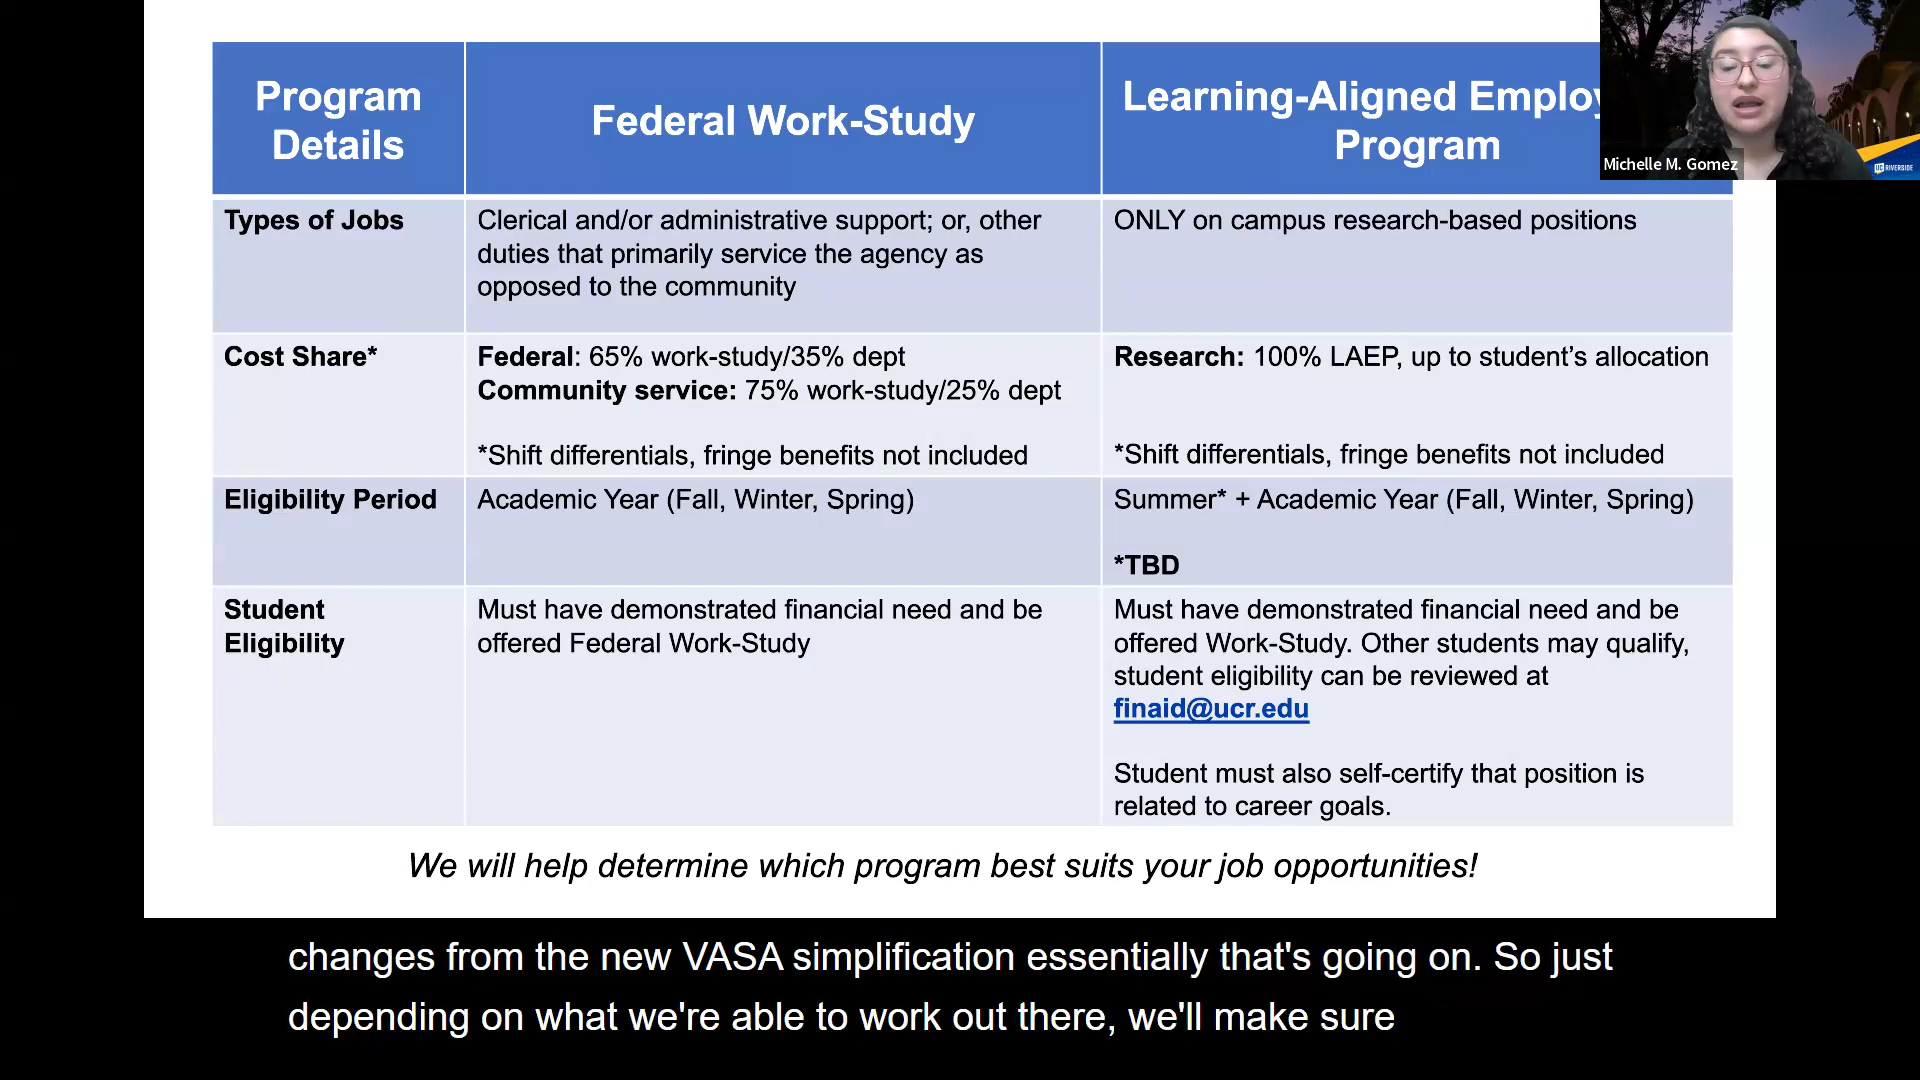 Program
Details
Federal Work-Study
Learning-Aligned Employ
Program
Michelle M. Gomez
UC RIVERSIDE
Types of Jobs
Clerical and/or administrative support; or, other
duties that primarily service the agency as
opposed to the community
ONLY on campus research-based positions
Cost Share*
Federal: 65% work-study/35% dept
Community service: 75% work-study/25% dept
*Shift differentials, fringe benefits not included
Research: 100% LAEP, up to student’s allocation
*Shift differentials, fringe benefits not included
Eligibility Period
Academic Year (Fall, Winter, Spring)
Summer* + Academic Year (Fall, Winter, Spring)
*TBD
Student
Eligibility
Must have demonstrated financial need and be
offered Federal Work-Study
Must have demonstrated financial need and be
offered Work-Study. Other students may qualify,
student eligibility can be reviewed at
finaid@ucr.edu
Student must also self-certify that position is
related to career goals.
We will help determine which program best suits your job opportunities!
changes from the new VASA simplification essentially that's going on. So just
depending on what we're able to work out there, we'll make sure